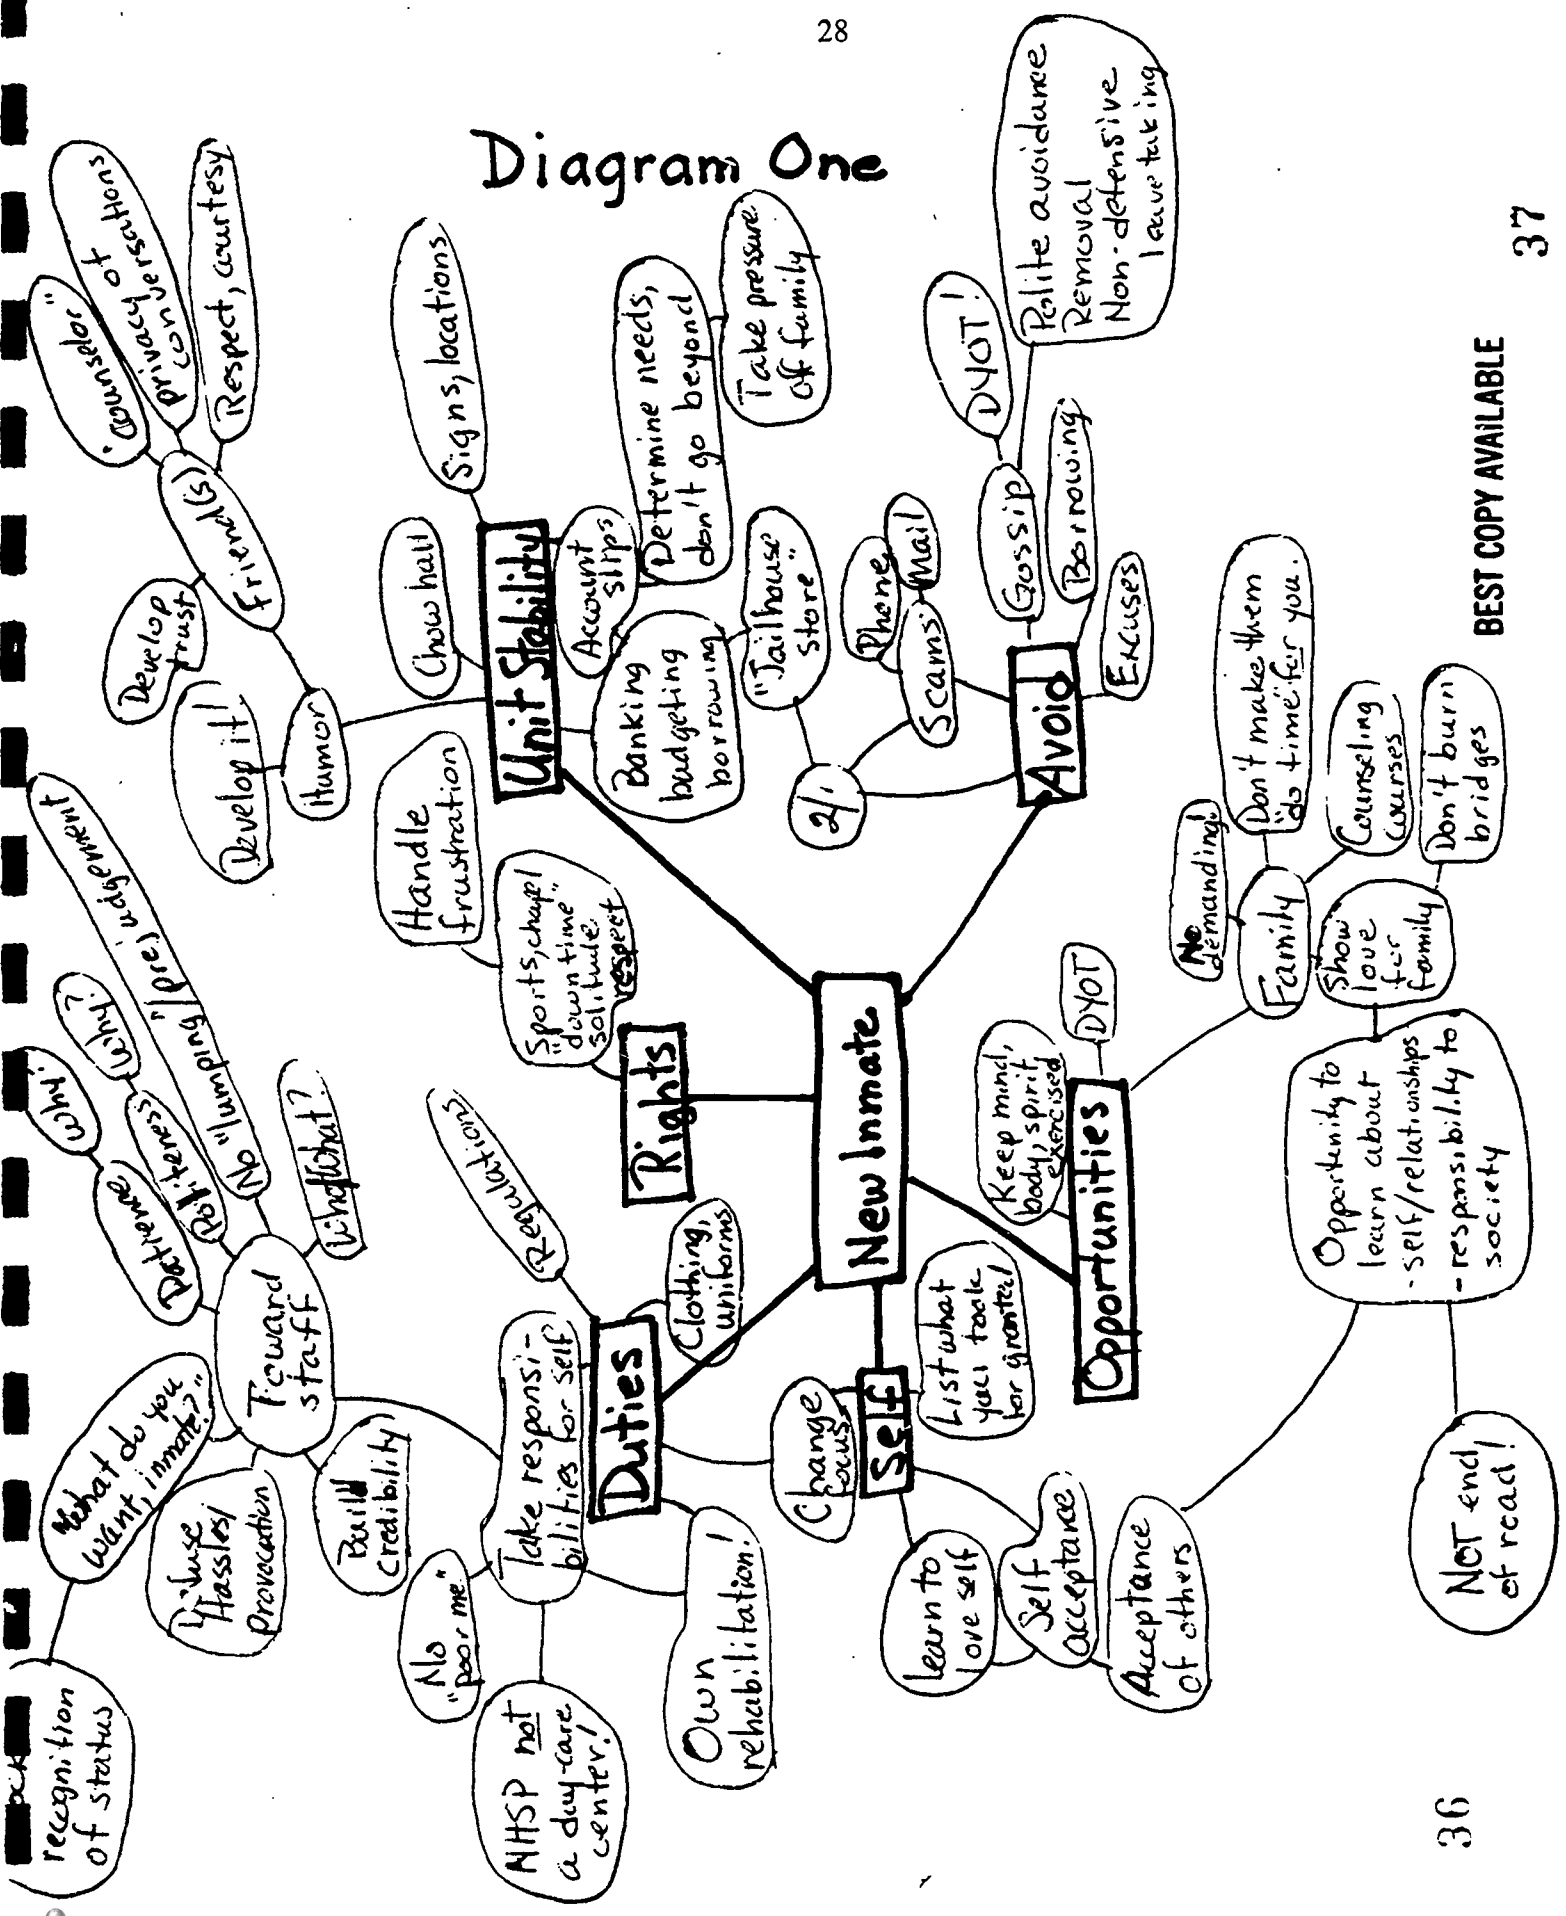 28
Diagram One
"Counselor"
privacy of
conversations
Respect, courtesy
Friend(s)
Develop
trust
Develop it!
Humor
Signs, locations
Chow hall
Unit Stability
Account
slips
Determine needs,
don't go beyond
Take pressure
off family
Banking
budgeting
borrowing
"Jailhouse
store"
2/1
Scams
Phone
Mail
Avoid
Gossip
DYOT!
Polite avoidance
Removal
Non-defensive
leave taking
Borrowing
Excuses
Handle
frustration
Sports, chapel
"down time"
solitude
respect
Rights
New Inmate
Opportunities
Keep mind,
body, spirit,
exercised
DYOT
Family
No
demanding!
Don't make them
"do time" for you.
Counseling
courses
Show
love
for
family
Don't burn
bridges
Opportunity to
learn about
- self/relationships
- responsibility to
society
NOT end
of road!
Self
Change
focus
List what
you took
for granted
learn to
love self
Self
acceptance
Acceptance
of others
Duties
Regulations
Clothing,
uniforms
Take responsi-
bilities for self
Own
rehabilitation!
No
"poor me"
NHSP not
a day-care
center!
Toward
staff
Patience
Why?
Politeness
Why?
No "lumping"/(pre)judgement
What?
Build
credibility
Hassles/
Provocation
"What do you
want, inmate?"
recognition
of status
BEST COPY AVAILABLE
36
37